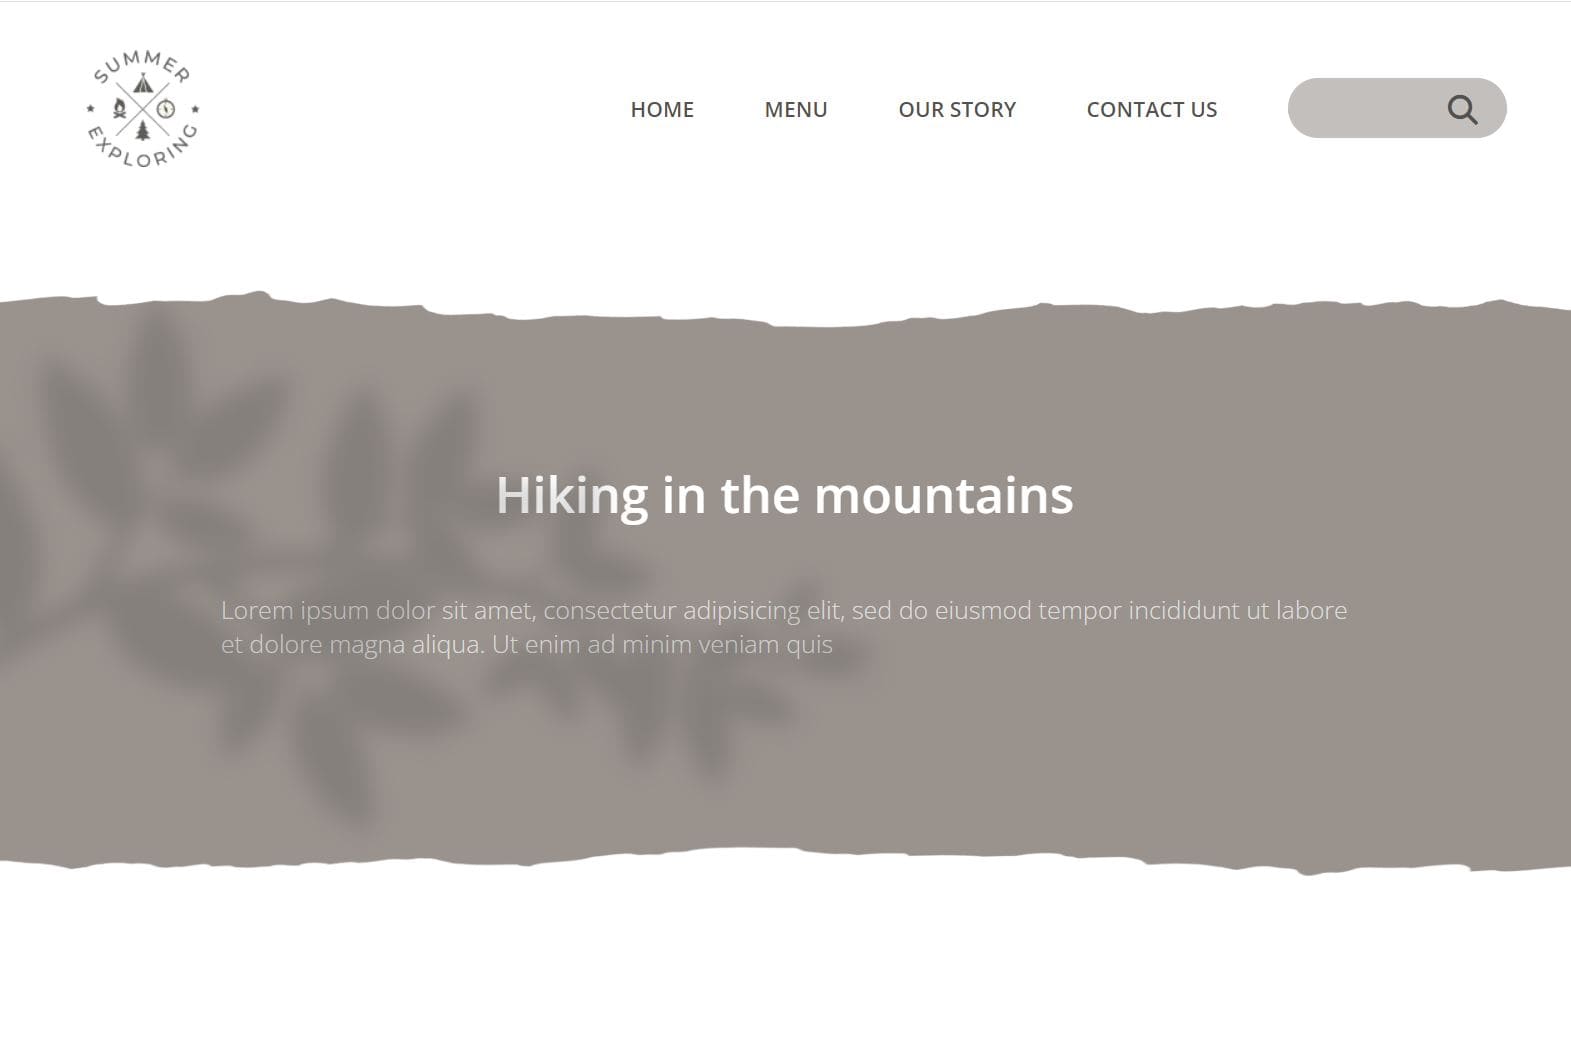 SUMMER
EXPLORING
HOME MENU OUR STORY CONTACT US
Hiking in the mountains
Lorem ipsum dolor sit amet, consectetur adipisicing elit, sed do eiusmod tempor incididunt ut labore
et dolore magna aliqua. Ut enim ad minim veniam quis